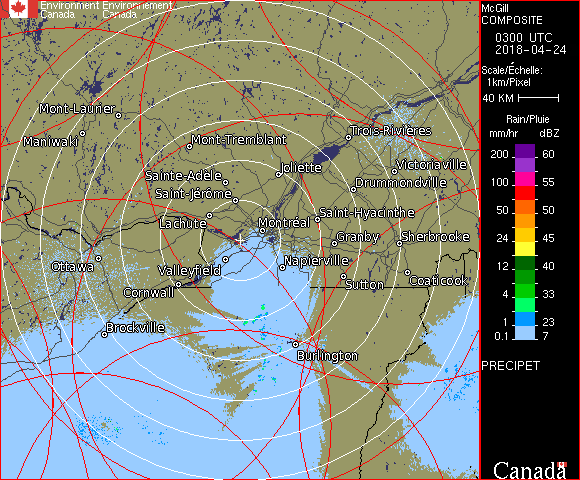 Environment Environnement
Canada Canada
McGill
COMPOSITE
0300 UTC
2018-04-24
Scale/Échelle:
1km/Pixel
40 KM
Rain/Pluie
mm/hr dBZ
200 60
100 55
50 50
24 45
12 40
4 33
1 23
0.1 7
PRECIPET
Canada
Mont-Laurier
Maniwaki
Mont-Tremblant
Trois-Rivières
Sainte-Adèle
Joliette
Victoriaville
Saint-Jérôme
Drummondville
Lachute
Montréal
Saint-Hyacinthe
Granby
Sherbrooke
Ottawa
Valleyfield
Napierville
Cornwall
Sutton
Coaticook
Brockville
Burlington